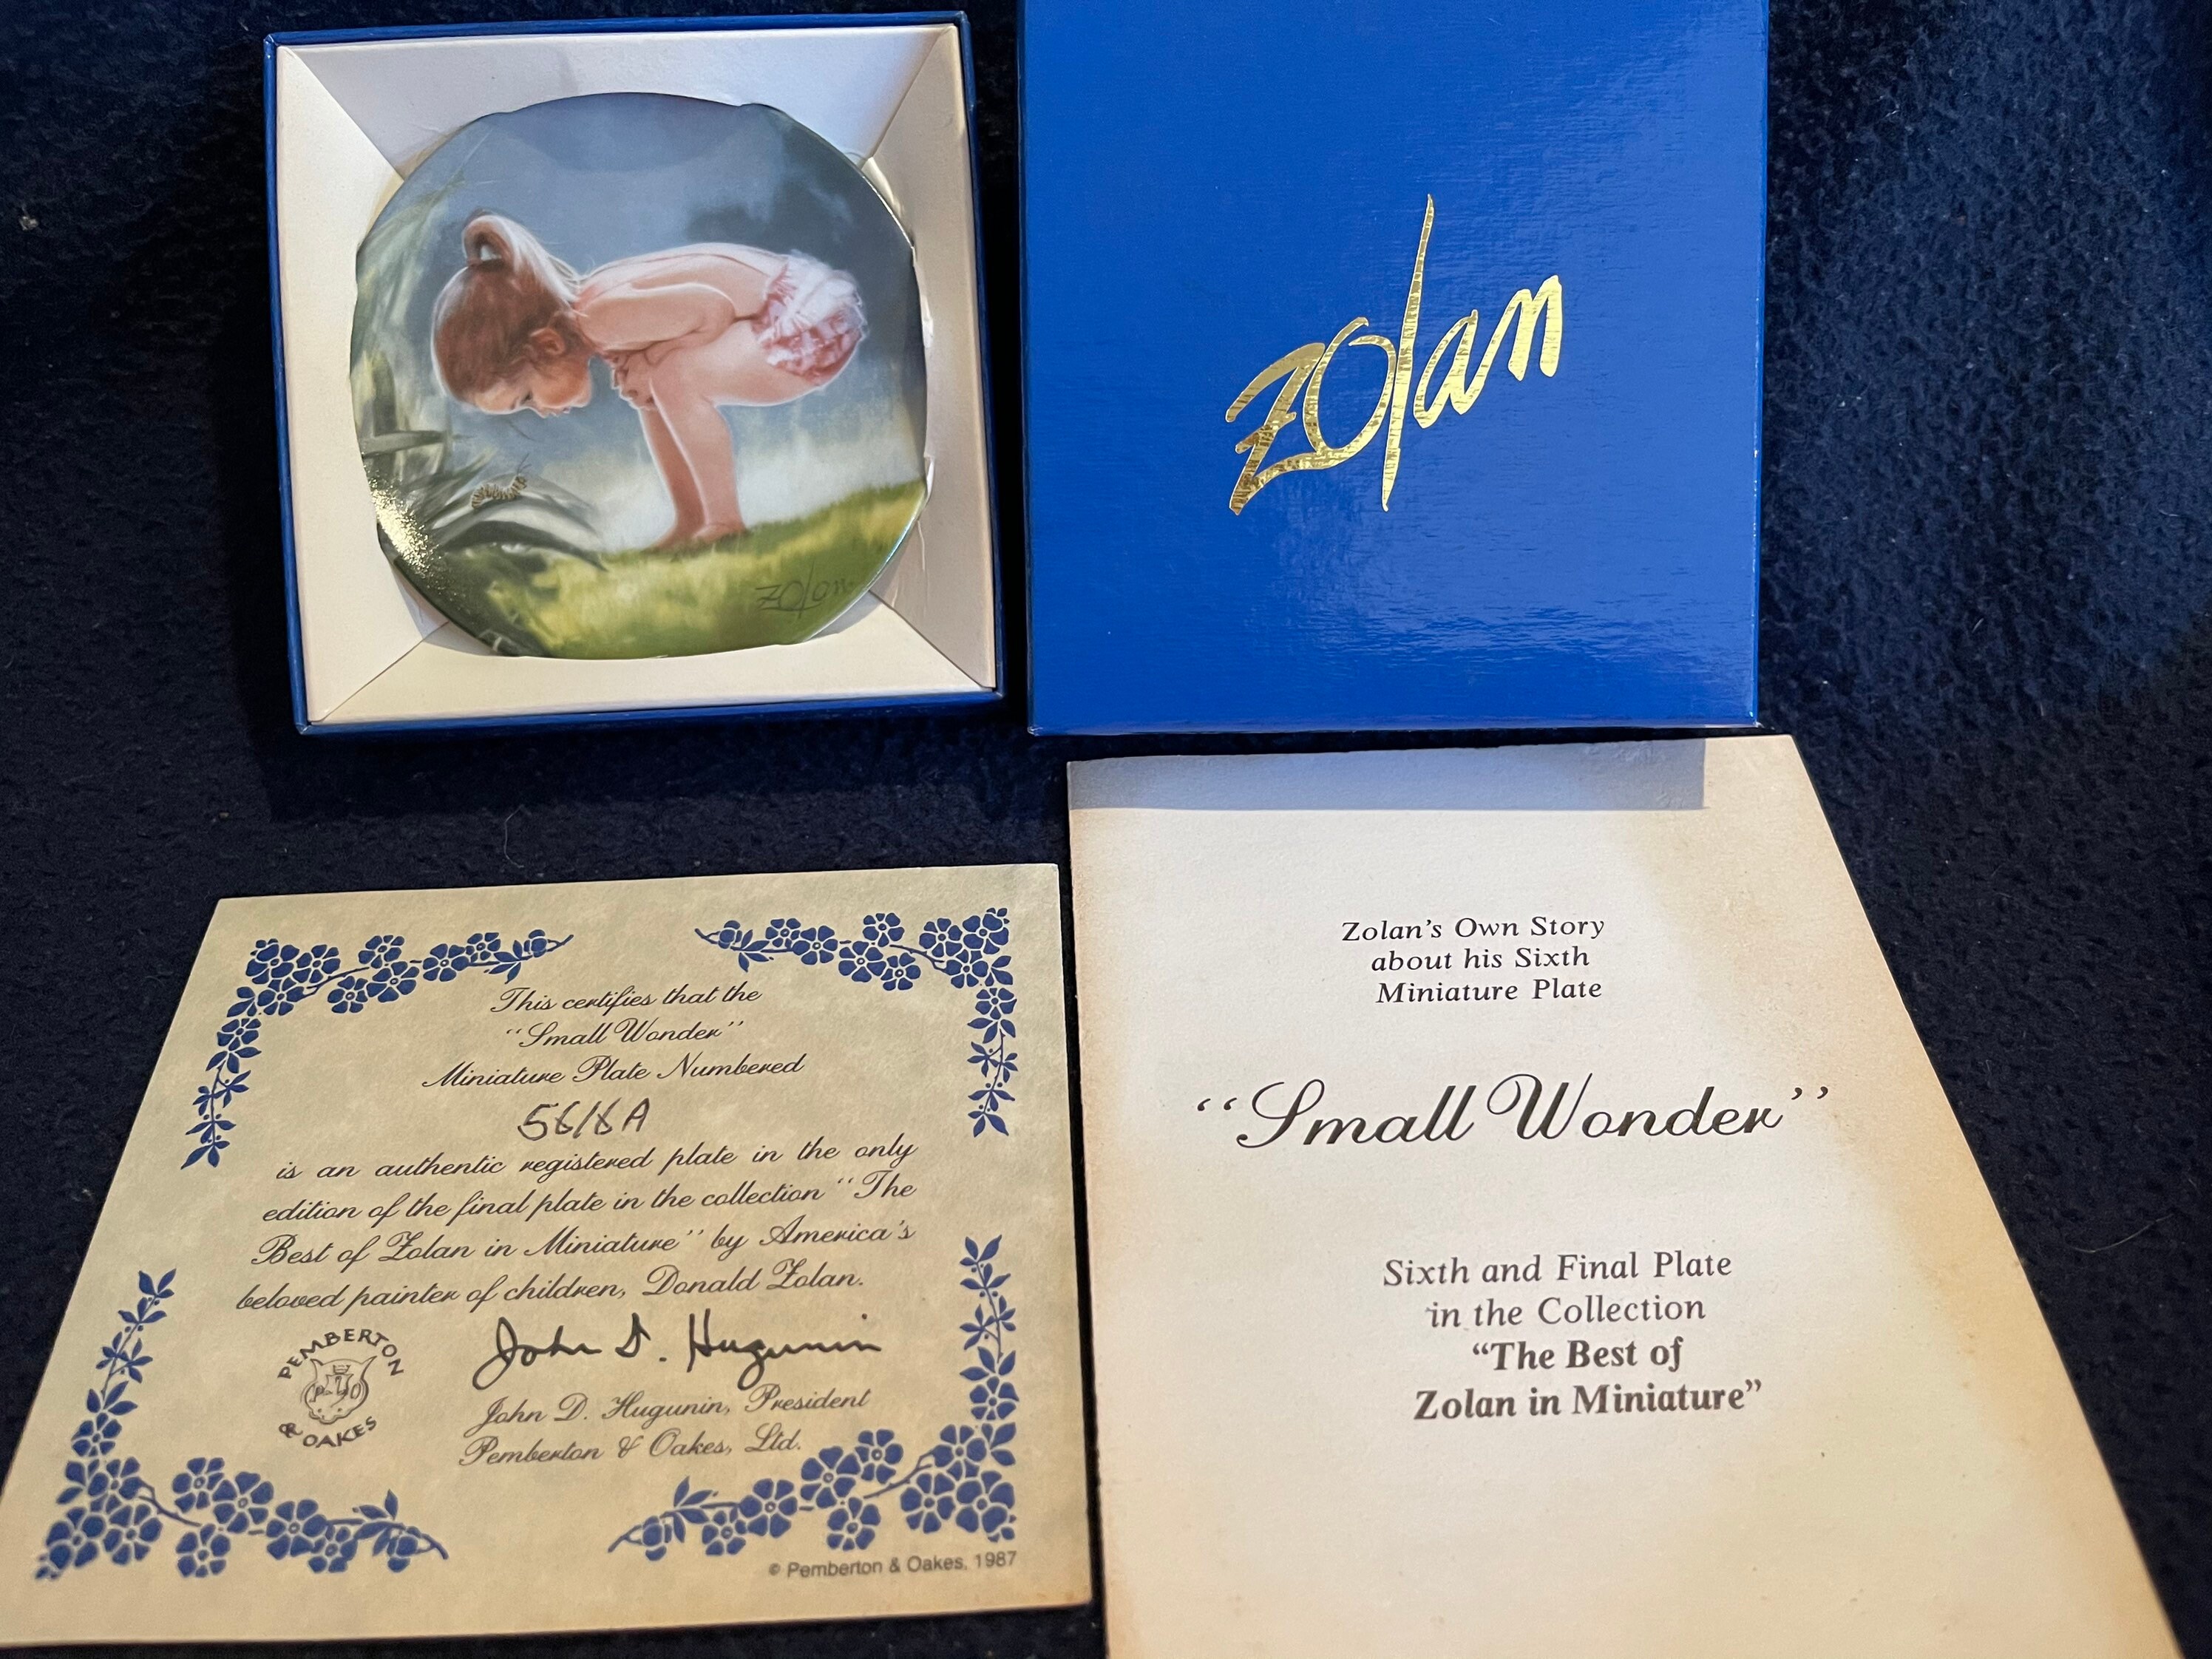 Zolan
Zolan
This certifies that the
“Small Wonder”
Miniature Plate Numbered
is an authentic registered plate in the only
edition of the final plate in the collection “The
Best of Zolan in Miniature” by America’s
beloved painter of children, Donald Zolan.
PEMBERTON
& OAKES
John D. Hugunin
John D. Hugunin, President
Pemberton & Oakes, Ltd.
© Pemberton & Oakes, 1987
Zolan’s Own Story
about his Sixth
Miniature Plate
“Small Wonder”
Sixth and Final Plate
in the Collection
“The Best of
Zolan in Miniature”